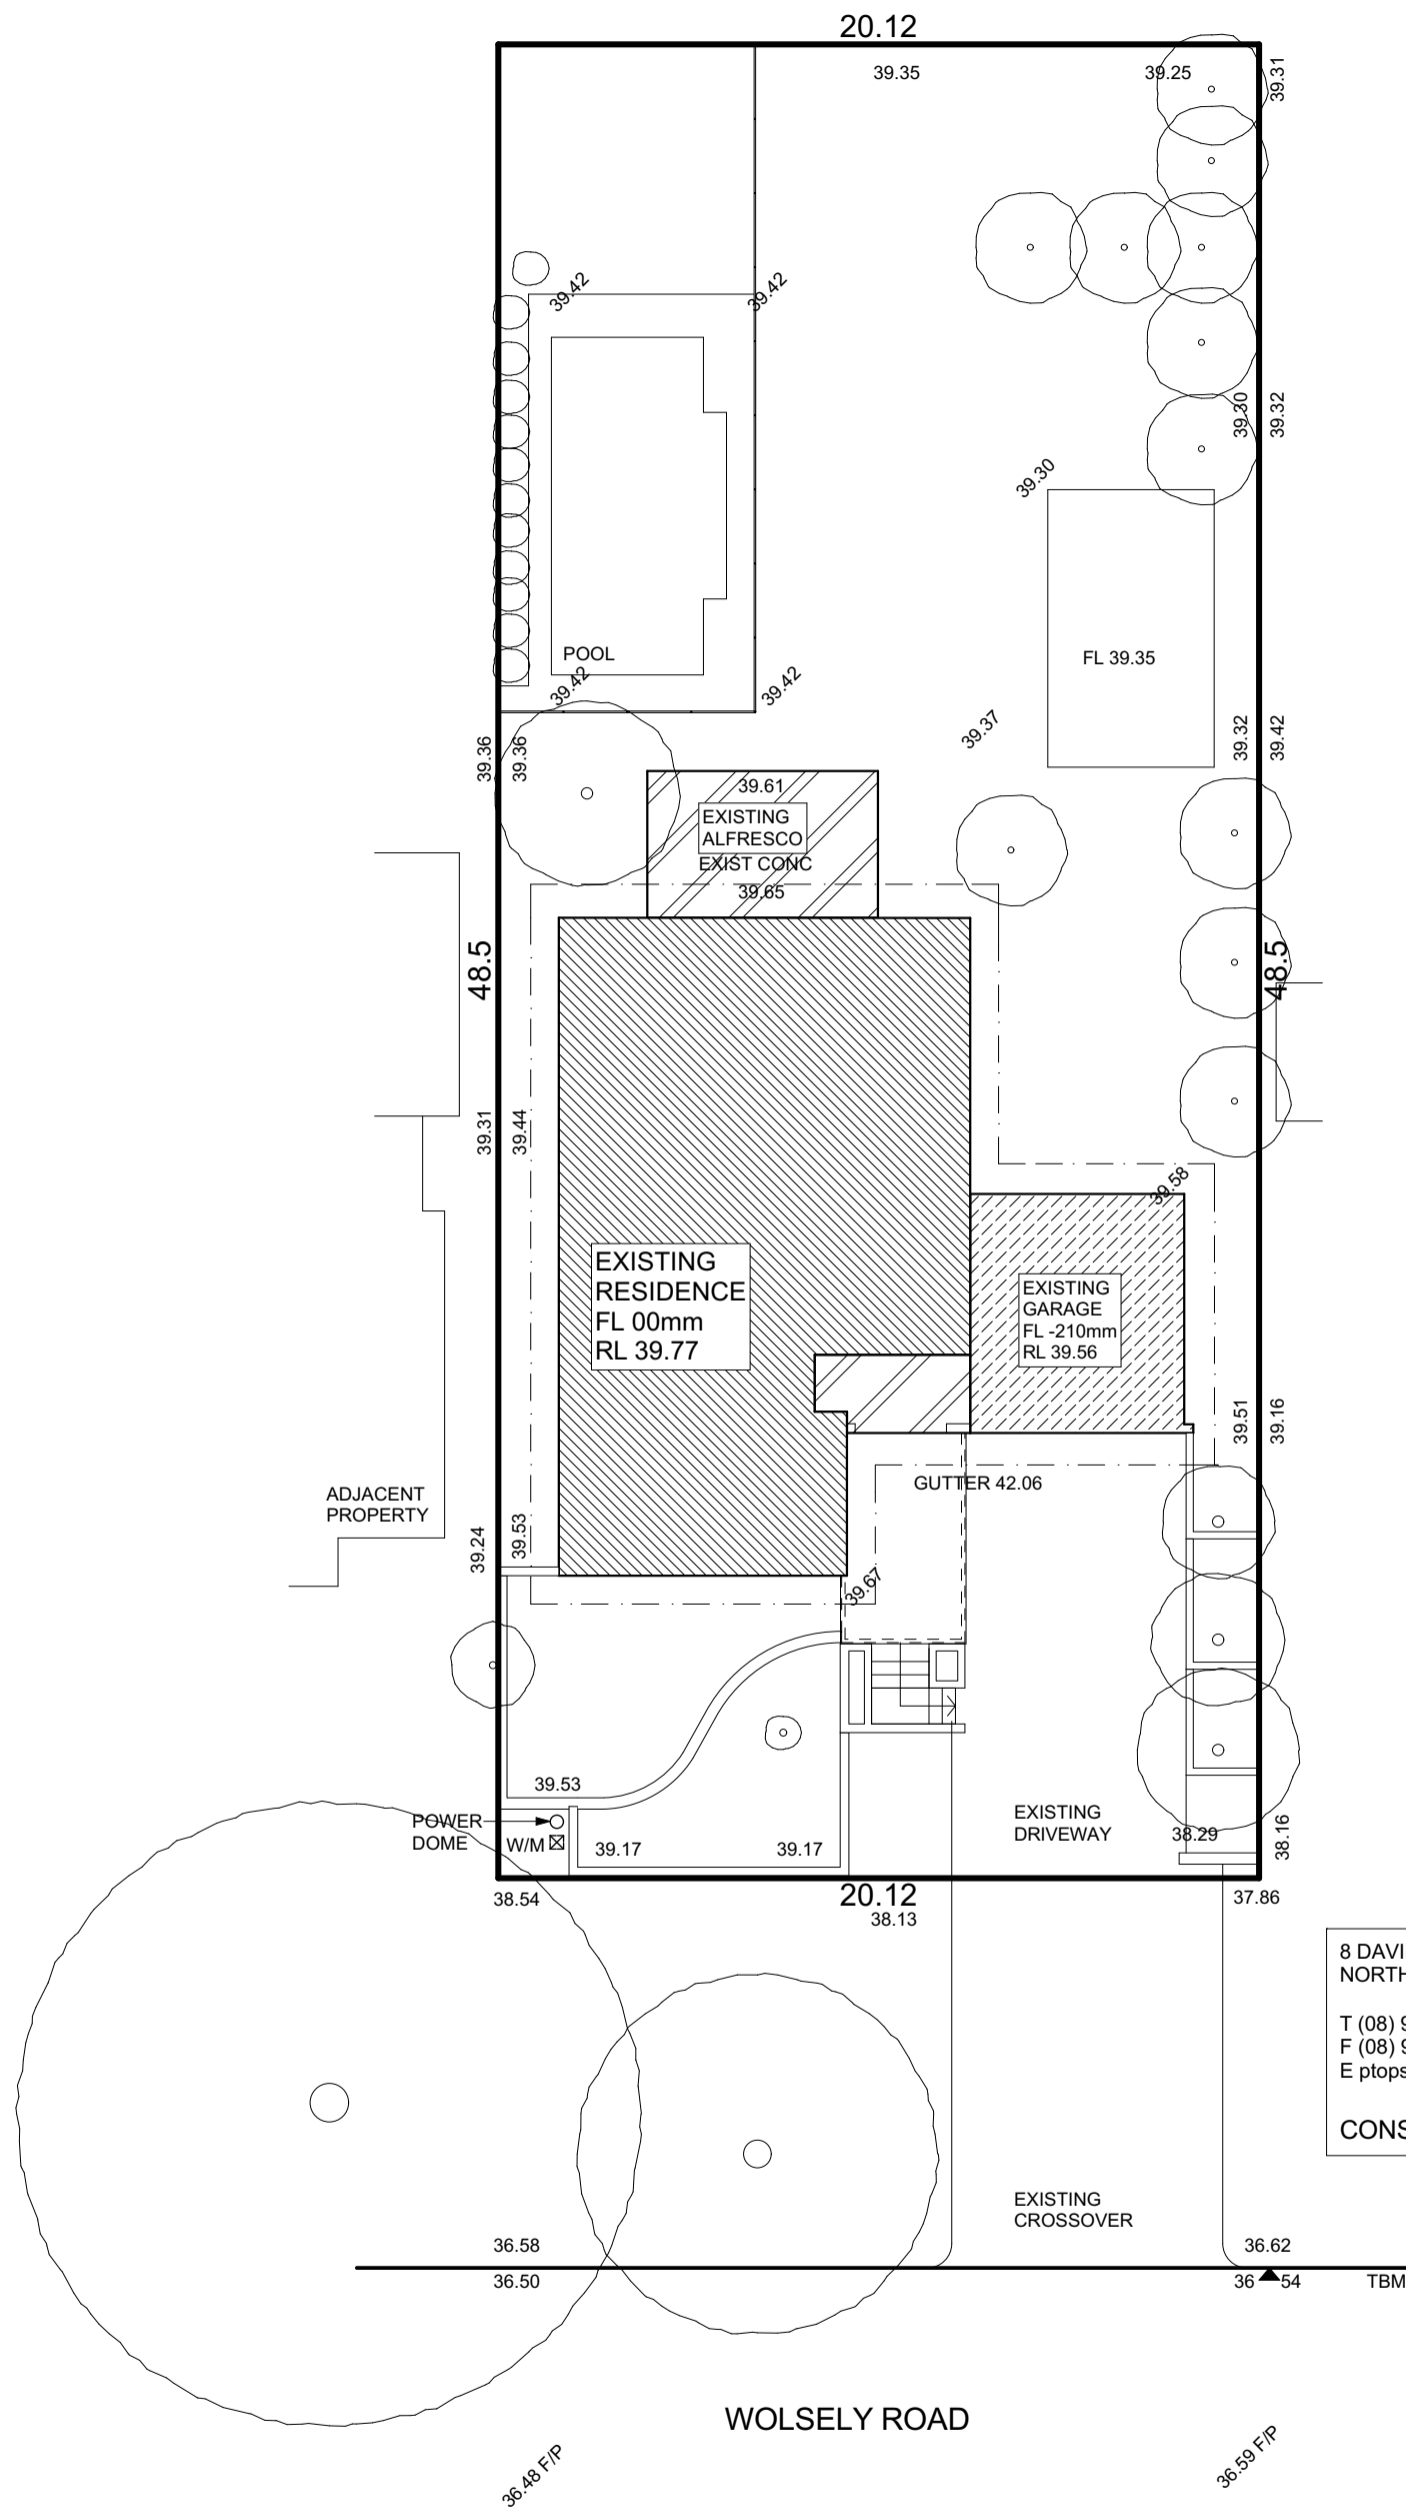 20.12
39.35
39.25
39.31
39.42
39.42
39.30
39.32
39.30
POOL
FL 39.35
39.42
39.42
39.37
39.36
39.36
39.32
39.42
39.61
EXISTING
ALFRESCO
EXIST CONC
39.65
48.5
48.5
39.31
39.44
39.58
EXISTING
RESIDENCE
FL 00mm
RL 39.77
EXISTING
GARAGE
FL -210mm
RL 39.56
39.51
39.16
GUTTER 42.06
ADJACENT
PROPERTY
39.24
39.53
39.67
39.53
POWER
DOME
W/M
39.17
39.17
EXISTING
DRIVEWAY
38.29
38.16
38.54
20.12
38.13
37.86
8 DAVI
NORTH
T (08) 9
F (08) 9
E ptops
CONS
EXISTING
CROSSOVER
36.58
36.62
36.50
36 54
TBM
WOLSELY ROAD
36.48 F/P
36.59 F/P